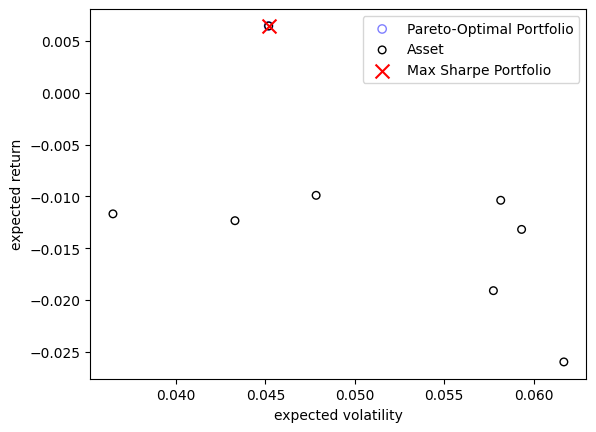 0.005
0.000
−0.005
−0.010
−0.015
−0.020
−0.025
expected return
Pareto-Optimal Portfolio
Asset
Max Sharpe Portfolio
0.040
0.045
0.050
0.055
0.060
expected volatility